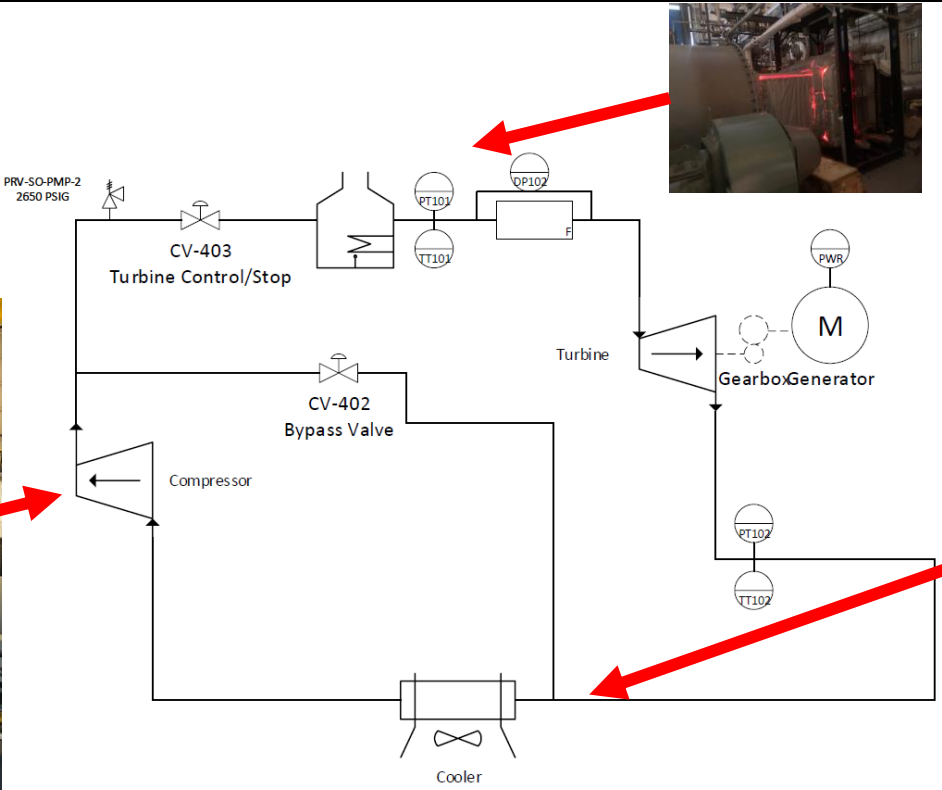 PRV-SO-PMP-2
2650 PSIG
CV-403
Turbine Control/Stop
PT101
TT101
DP102
F
PWR
M
Turbine
Gearbox
Generator
CV-402
Bypass Valve
Compressor
PT102
TT102
Cooler